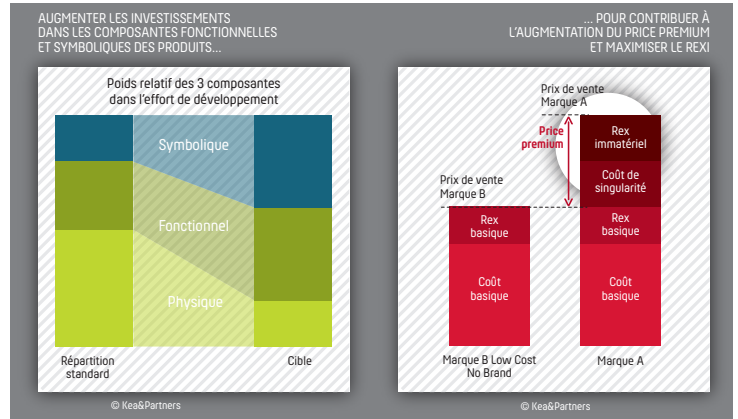 AUGMENTER LES INVESTISSEMENTS
DANS LES COMPOSANTES FONCTIONNELLES
ET SYMBOLIQUES DES PRODUITS...
Poids relatif des 3 composantes
dans l'effort de développement
Symbolique
Fonctionnel
Physique
Répartition
standard
Cible
© Kea&Partners
... POUR CONTRIBUER À
L'AUGMENTATION DU PRICE PREMIUM
ET MAXIMISER LE REXI
Prix de vente
Marque A
Price
premium
Rex
immatériel
Coût de
singularité
Prix de vente
Marque B
Rex
basique
Rex
basique
Coût
basique
Coût
basique
Marque B Low Cost
No Brand
Marque A
© Kea&Partners